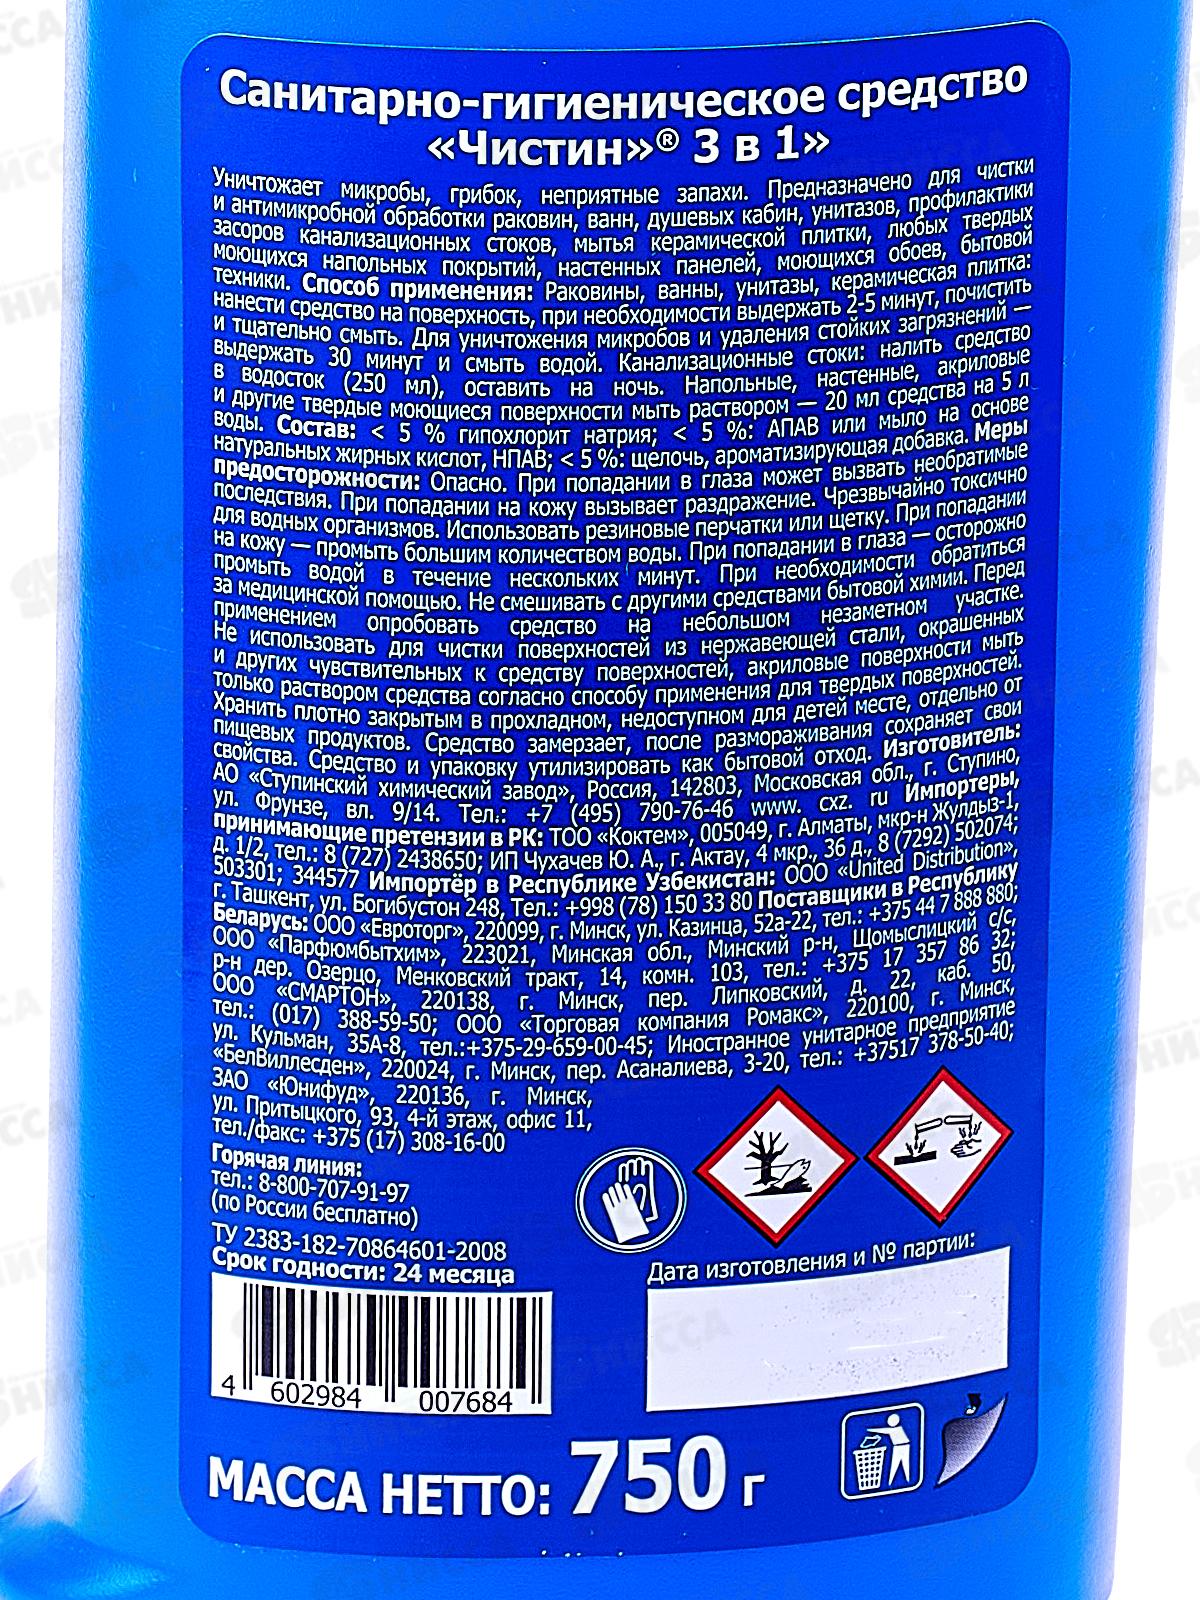 Санитарно-гигиеническое средство
«Чистин»® 3 в 1»
Уничтожает микробы, грибок, неприятные запахи. Предназначено для чистки
и антимикробной обработки раковин, ванн, душевых кабин, унитазов, профилактики
засоров канализационных стоков, мытья керамической плитки, любых твердых
моющихся напольных покрытий, настенных панелей, моющихся обоев, бытовой
техники. Способ применения: Раковины, ванны, унитазы, керамическая плитка:
нанести средство на поверхность, при необходимости выдержать 2-5 минут, почистить
и тщательно смыть. Для уничтожения микробов и удаления стойких загрязнений —
выдержать 30 минут и смыть водой. Канализационные стоки: налить средство
в водосток (250 мл), оставить на ночь. Напольные, настенные, акриловые
и другие твердые моющиеся поверхности мыть раствором — 20 мл средства на 5 л
воды. Состав: < 5 % гипохлорит натрия; < 5 %: АПАВ или мыло на основе
натуральных жирных кислот, НПАВ; < 5 %: щелочь, ароматизирующая добавка. Меры
предосторожности: Опасно. При попадании в глаза может вызвать необратимые
последствия. При попадании на кожу вызывает раздражение. Чрезвычайно токсично
для водных организмов. Использовать резиновые перчатки или щетку. При попадании
на кожу — промыть большим количеством воды. При попадании в глаза — осторожно
промыть водой в течение нескольких минут. При необходимости обратиться
за медицинской помощью. Не смешивать с другими средствами бытовой химии. Перед
применением опробовать средство на небольшом незаметном участке.
Не использовать для чистки поверхностей из нержавеющей стали, окрашенных
и других чувствительных к средству поверхностей, акриловые поверхности мыть
только раствором средства согласно способу применения для твердых поверхностей.
Хранить плотно закрытым в прохладном, недоступном для детей месте, отдельно от
пищевых продуктов. Средство замерзает, после размораживания сохраняет свои
свойства. Средство и упаковку утилизировать как бытовой отход. Изготовитель:
АО «Ступинский химический завод», Россия, 142803, Московская обл., г. Ступино,
ул. Фрунзе, вл. 9/14. Тел.: +7 (495) 790-76-46 www. cxz. ru Импортеры,
принимающие претензии в РК: ТОО «Коктем», 005049, г. Алматы, мкр-н Жулдыз-1,
д. 1/2, тел.: 8 (727) 2438650; ИП Чухачев Ю. А., г. Актау, 4 мкр., 36 д., 8 (7292) 502074;
503301; 344577 Импортёр в Республике Узбекистан: ООО «United Distribution»,
г. Ташкент, ул. Богибустон 248, Тел.: +998 (78) 150 33 80 Поставщики в Республику
Беларусь: ООО «Евроторг», 220099, г. Минск, ул. Казинца, 52а-22, тел.: +375 44 7 888 880;
ООО «Парфюмбытхим», 223021, Минская обл., Минский р-н, Щомыслицкий с/с,
р-н дер. Озерцо, Менковский тракт, 14, комн. 103, тел.: +375 17 357 86 32;
ООО «СМАРТОН», 220138, г. Минск, пер. Липковский, д. 22, каб. 50,
тел.: (017) 388-59-50; ООО «Торговая компания Ромакс», 220100, г. Минск,
ул. Кульман, 35А-8, тел.:+375-29-659-00-45; Иностранное унитарное предприятие
«БелВиллесден», 220024, г. Минск, пер. Асаналиева, 3-20, тел.: +37517 378-50-40;
ЗАО «Юнифуд», 220136, г. Минск,
ул. Притыцкого, 93, 4-й этаж, офис 11,
тел./факс: +375 (17) 308-16-00
Горячая линия:
тел.: 8-800-707-91-97
(по России бесплатно)
ТУ 2383-182-70864601-2008
Срок годности: 24 месяца
Дата изготовления и № партии:
4 602984 007684
МАССА НЕТТО: 750 г